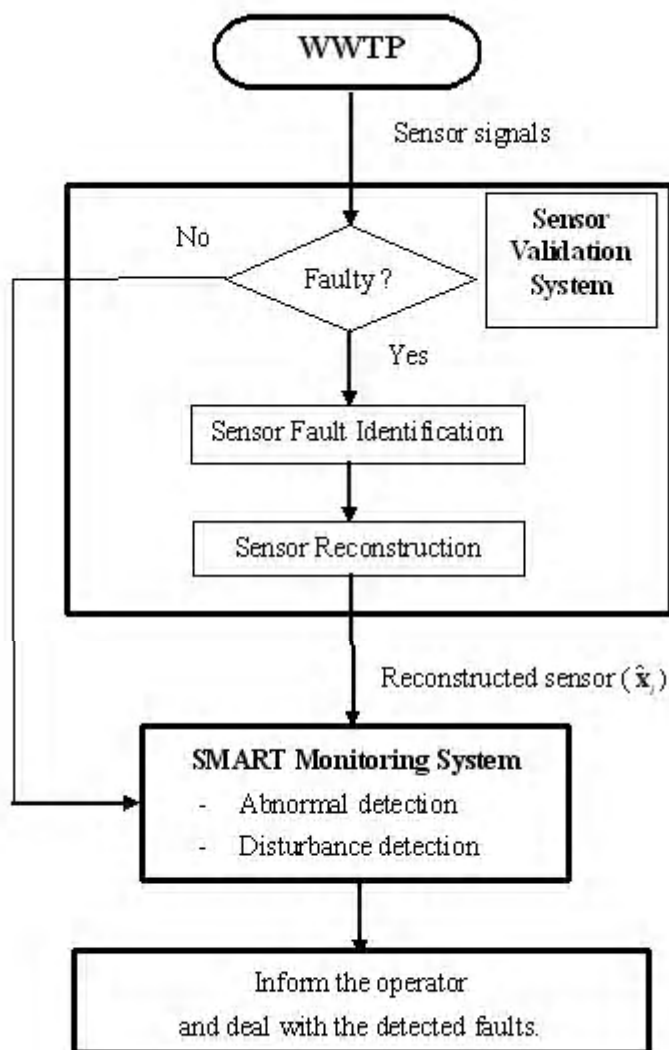 WWTP
Sensor signals
Sensor
Validation
System
No
Faulty ?
Yes
Sensor Fault Identification
Sensor Reconstruction
Reconstructed sensor (x̂ⱼ)
SMART Monitoring System
- Abnormal detection
- Disturbance detection
Inform the operator
and deal with the detected faults.